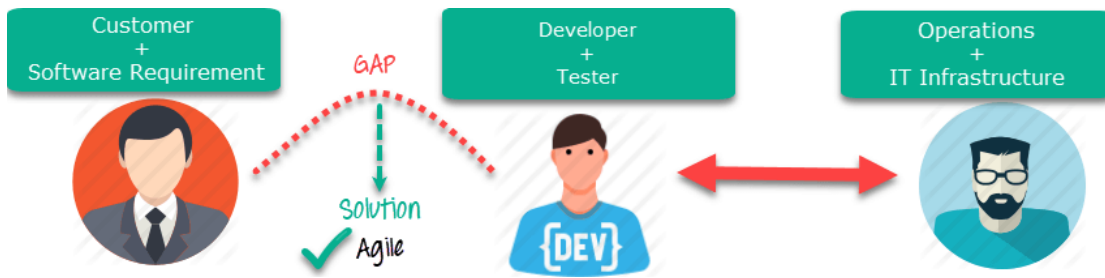 Customer
+
Software Requirement
GAP
Solution
Agile
Developer
+
Tester
{DEV}
Operations
+
IT Infrastructure